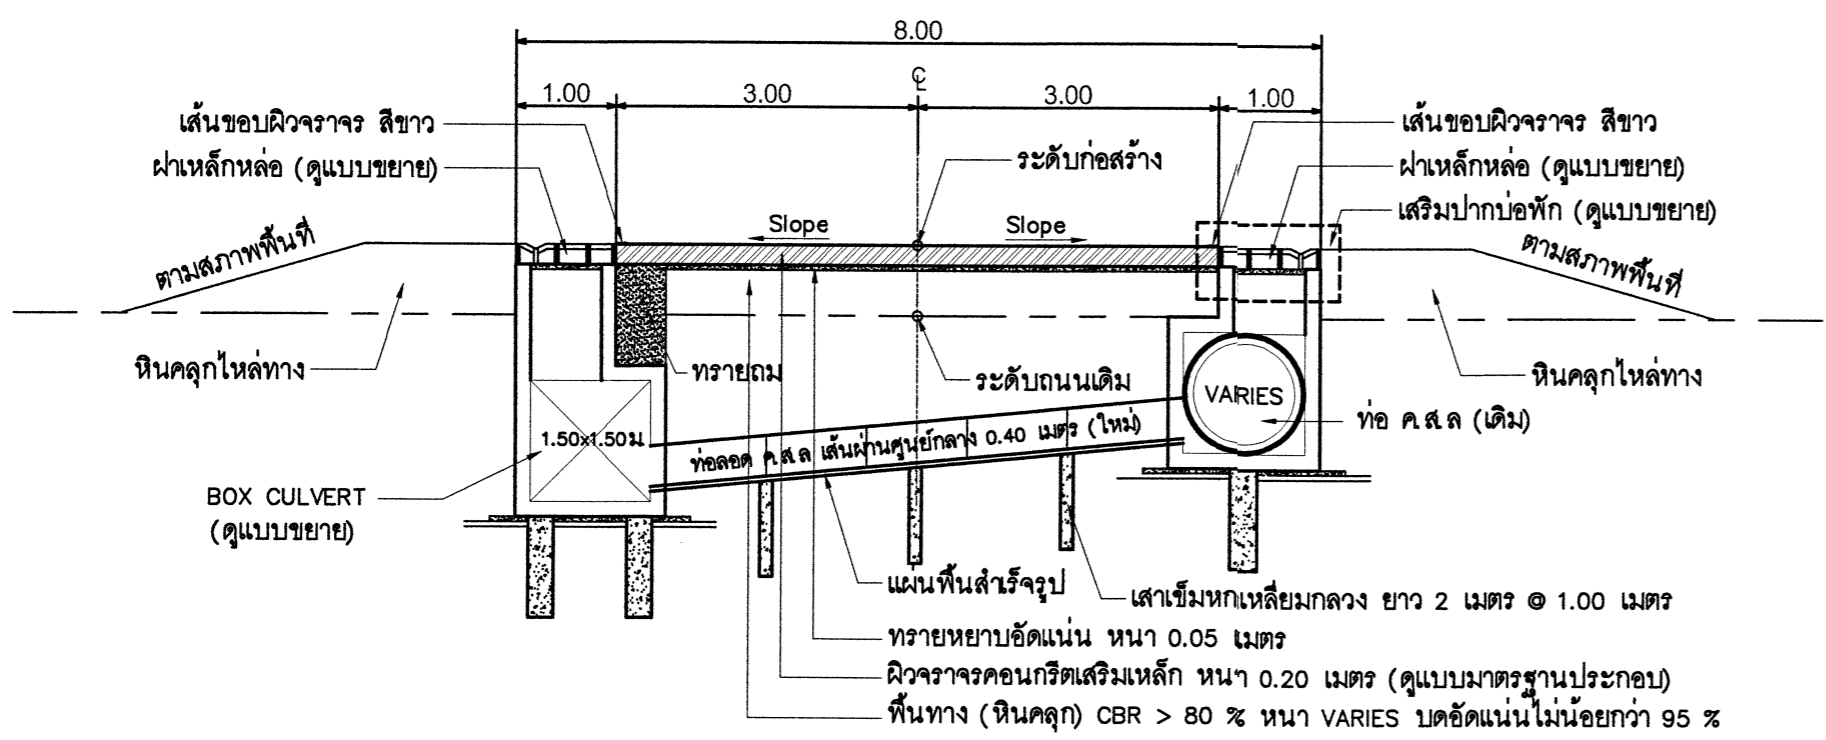 8.00
℄
1.00
3.00
3.00
1.00
เส้นขอบผิวจราจร สีขาว
เส้นขอบผิวจราจร สีขาว
ฝาเหล็กหล่อ (ดูแบบขยาย)
ระดับก่อสร้าง
ฝาเหล็กหล่อ (ดูแบบขยาย)
เสริมปากบ่อพัก (ดูแบบขยาย)
Slope
Slope
ตามสภาพพื้นที่
ตามสภาพพื้นที่
หินคลุกไหล่ทาง
ทรายถม
ระดับถนนเดิม
หินคลุกไหล่ทาง
VARIES
ท่อ ค.ส.ล (เดิม)
1.50x1.50ม
ท่อลอด ค.ส.ล เส้นผ่านศูนย์กลาง 0.40 เมตร (ใหม่)
BOX CULVERT
(ดูแบบขยาย)
แผ่นพื้นสำเร็จรูป
เสาเข็มหกเหลี่ยมกลวง ยาว 2 เมตร @ 1.00 เมตร
ทรายหยาบอัดแน่น หนา 0.05 เมตร
ผิวจราจรคอนกรีตเสริมเหล็ก หนา 0.20 เมตร (ดูแบบมาตรฐานประกอบ)
พื้นทาง (หินคลุก) CBR > 80 % หนา VARIES บดอัดแน่นไม่น้อยกว่า 95 %